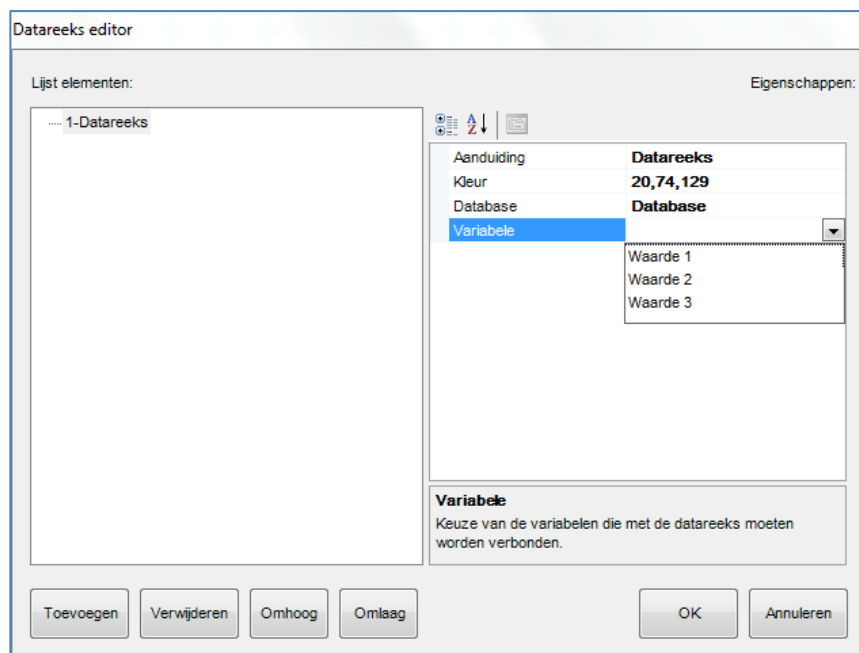 Datareeks editor
Lijst elementen:
Eigenschappen:
1-Datareeks
Aanduiding Datareeks
Kleur 20,74,129
Database Database
Variabele
Waarde 1
Waarde 2
Waarde 3
Variabele
Keuze van de variabelen die met de datareeks moeten
worden verbonden.
Toevoegen Verwijderen Omhoog Omlaag OK Annuleren